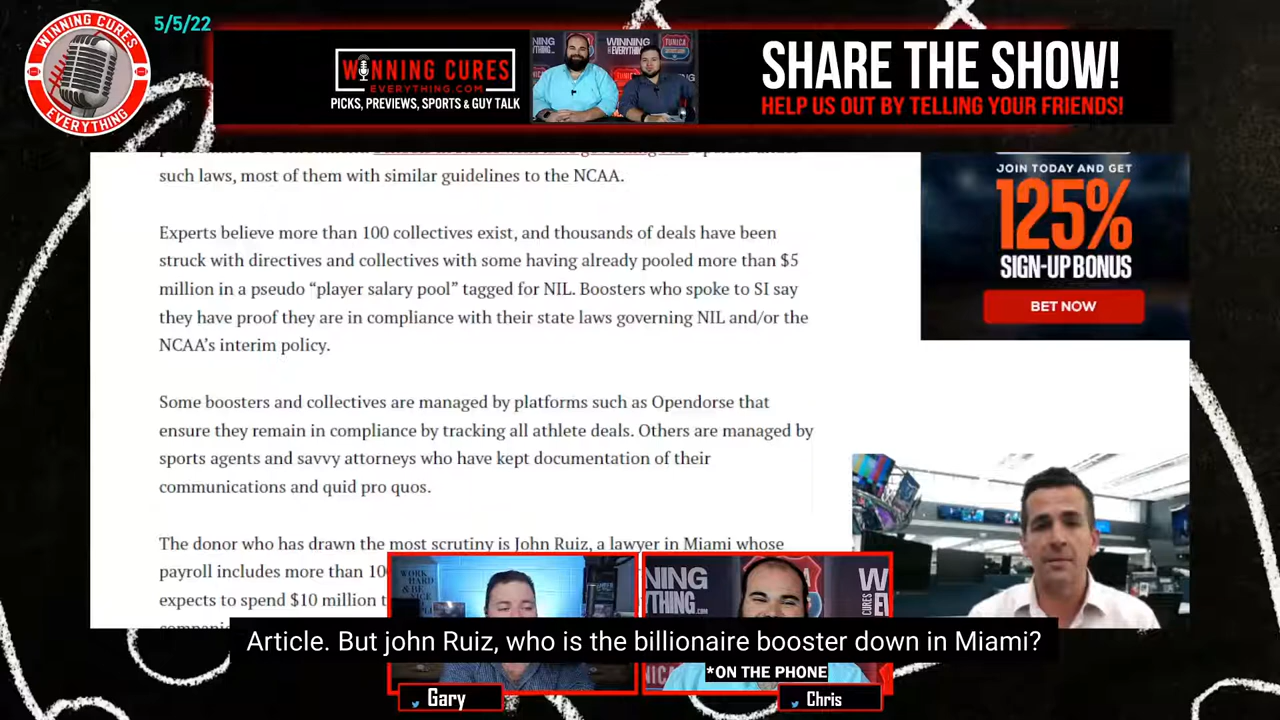 5/5/22
WINNING CURES
EVERYTHING
WINNING CURES
EVERYTHING.COM
PICKS, PREVIEWS, SPORTS & GUY TALK
SHARE THE SHOW!
HELP US OUT BY TELLING YOUR FRIENDS!
such laws, most of them with similar guidelines to the NCAA.
Experts believe more than 100 collectives exist, and thousands of deals have been
struck with directives and collectives with some having already pooled more than $5
million in a pseudo “player salary pool” tagged for NIL. Boosters who spoke to SI say
they have proof they are in compliance with their state laws governing NIL and/or the
NCAA’s interim policy.
Some boosters and collectives are managed by platforms such as Opendorse that
ensure they remain in compliance by tracking all athlete deals. Others are managed by
sports agents and savvy attorneys who have kept documentation of their
communications and quid pro quos.
The donor who has drawn the most scrutiny is John Ruiz, a lawyer in Miami whose
payroll includes more than 10
expects to spend $10 million t
JOIN TODAY AND GET
125%
SIGN-UP BONUS
BET NOW
Article. But john Ruiz, who is the billionaire booster down in Miami?
*ON THE PHONE
Gary
Chris